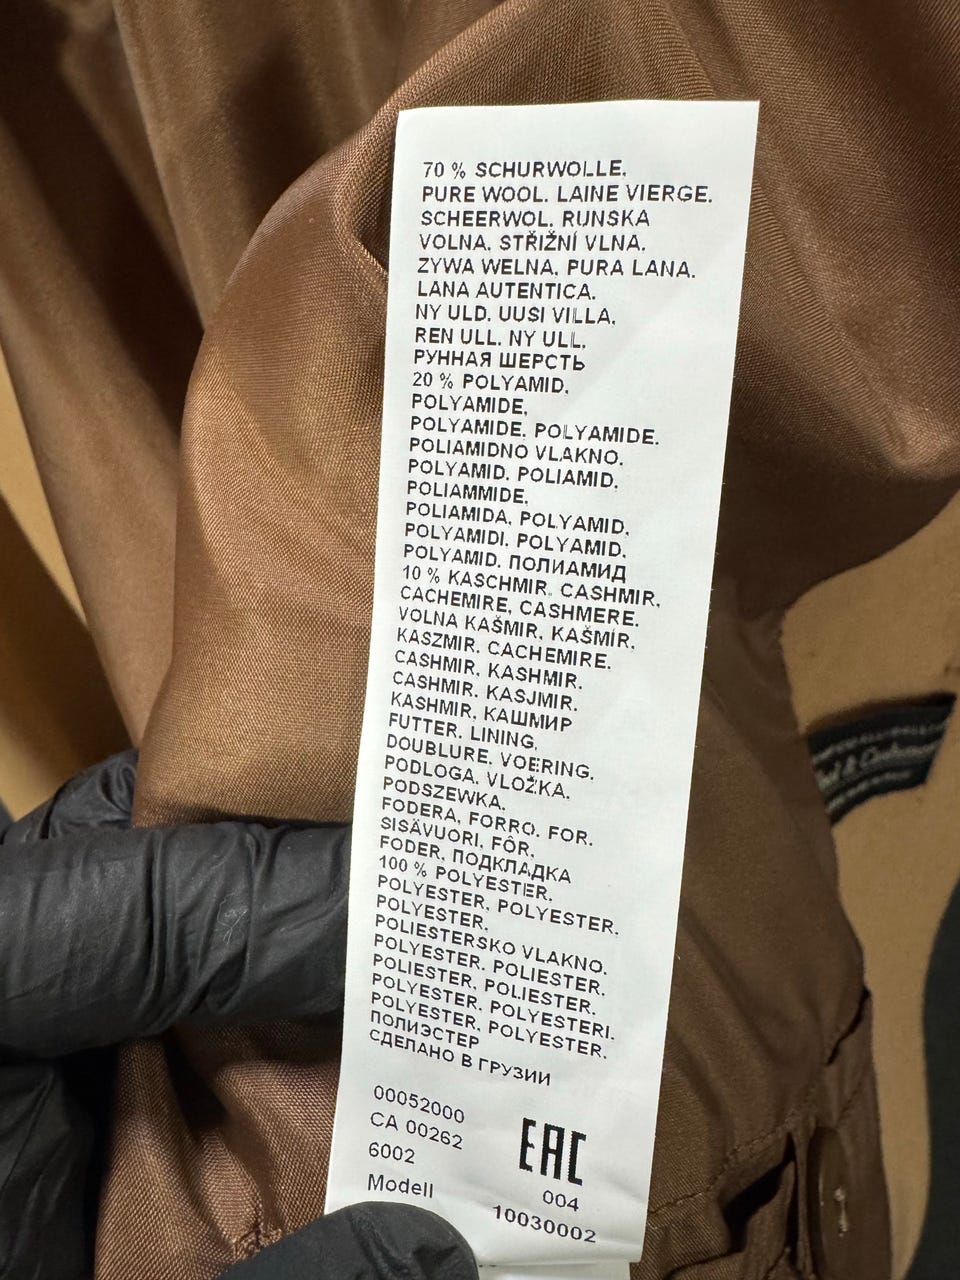 70 % SCHURWOLLE.
PURE WOOL. LAINE VIERGE.
SCHEERWOL. RUNSKA
VOLNA. STŘIŽNÍ VLNA.
ZYWA WELNA. PURA LANA.
LANA AUTENTICA.
NY ULD. UUSI VILLA.
REN ULL. NY ULL.
РУННАЯ ШЕРСТЬ
20 % POLYAMID.
POLYAMIDE.
POLYAMIDE. POLYAMIDE.
POLIAMIDNO VLAKNO.
POLYAMID. POLIAMID.
POLIAMMIDE.
POLIAMIDA. POLYAMID.
POLYAMIDI. POLYAMID.
POLYAMID. ПОЛИАМИД
10 % KASCHMIR. CASHMIR.
CACHEMIRE. CASHMERE.
VOLNA KAŠMIR. KAŠMÍR.
KASZMIR. CACHEMIRE.
CASHMIR. KASHMIR.
CASHMIR. KASJMIR.
KASHMIR. КАШМИР
FUTTER. LINING.
DOUBLURE. VOERING.
PODLOGA. VLOŽKA.
PODSZEWKA.
FODERA. FORRO. FOR.
SISÄVUORI. FÔR.
FODER. ПОДКЛАДКА
100 % POLYESTER.
POLYESTER. POLYESTER.
POLYESTER.
POLIESTERSKO VLAKNO.
POLYESTER. POLIESTER.
POLIESTER. POLIESTER.
POLYESTER. POLYESTERI.
POLYESTER. POLYESTER.
ПОЛИЭСТЕР
СДЕЛАНО В ГРУЗИИ
00052000
CA 00262
EAC
6002
004
Modell 10030002
& Cashmere